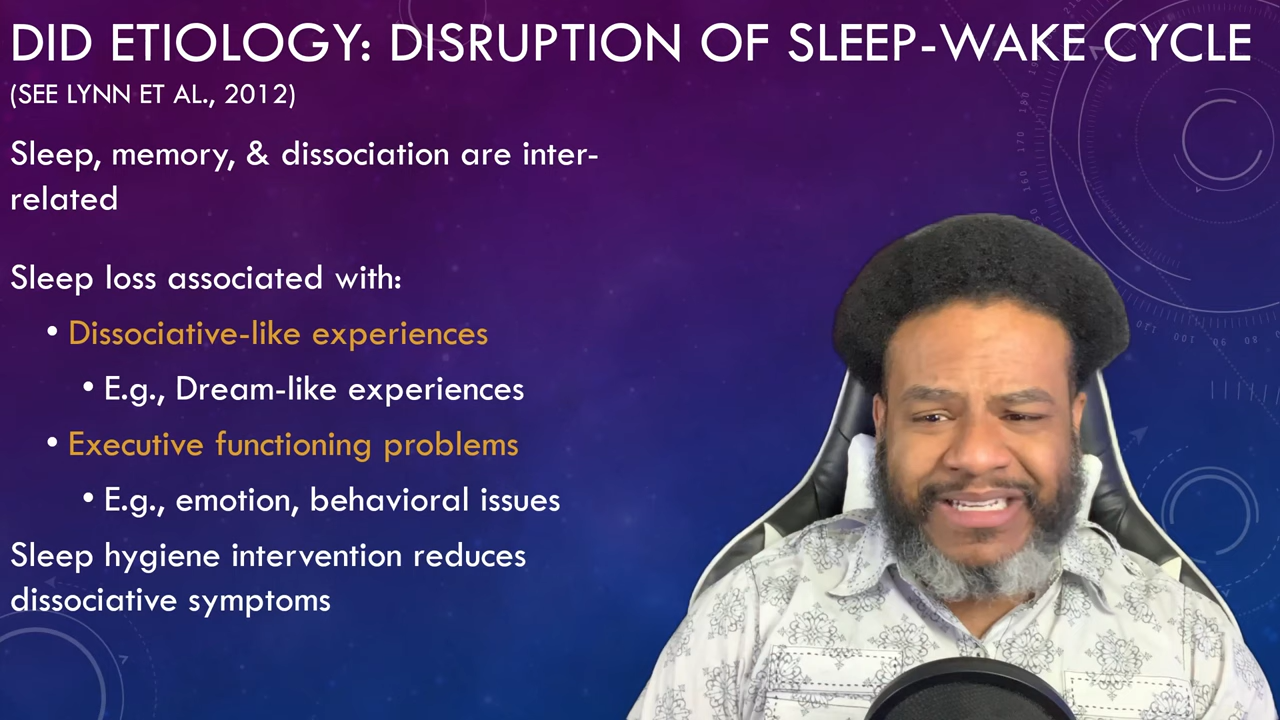 DID ETIOLOGY: DISRUPTION OF SLEEP-WAKE CYCLE
(SEE LYNN ET AL., 2012)
Sleep, memory, & dissociation are inter-
related
Sleep loss associated with:
• Dissociative-like experiences
• E.g., Dream-like experiences
• Executive functioning problems
• E.g., emotion, behavioral issues
Sleep hygiene intervention reduces
dissociative symptoms